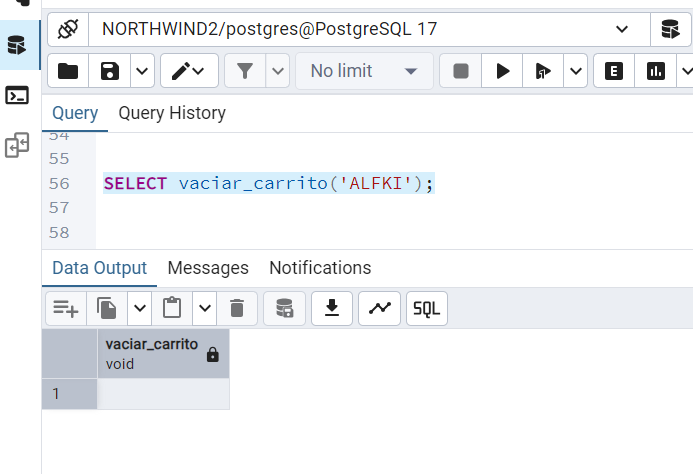 NORTHWIND2/postgres@PostgreSQL 17
No limit
E
Query Query History
54
55
56 SELECT vaciar_carrito('ALFKI');
57
58
Data Output Messages Notifications
SQL
vaciar_carrito
void
1